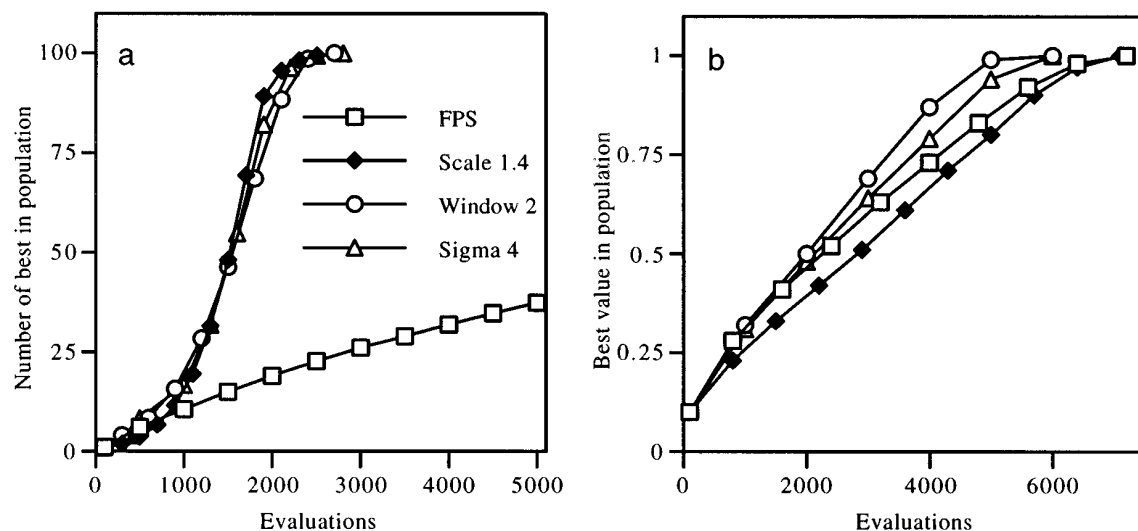 a
Number of best in population
100
75
50
25
0
FPS
Scale 1.4
Window 2
Sigma 4
0 1000 2000 3000 4000 5000
Evaluations
b
Best value in population
1
0.75
0.5
0.25
0
0 2000 4000 6000
Evaluations